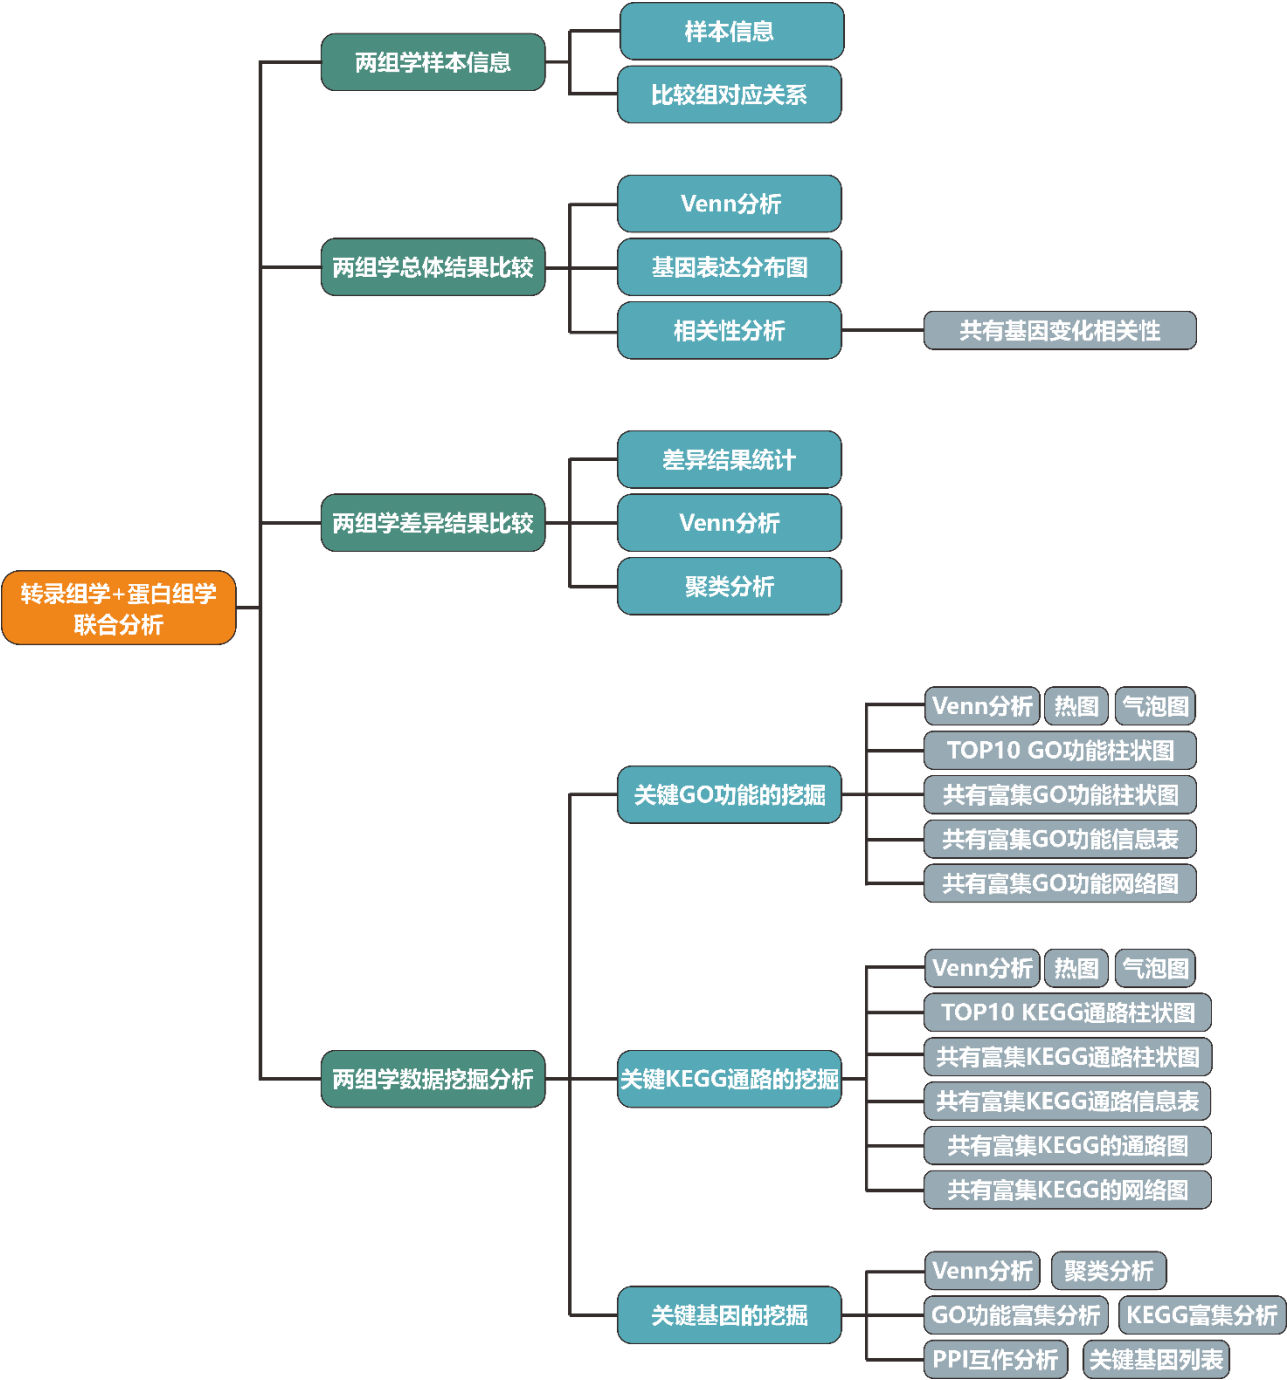 转录组学+蛋白组学
联合分析
两组学样本信息
样本信息
比较组对应关系
两组学总体结果比较
Venn分析
基因表达分布图
相关性分析
共有基因变化相关性
两组学差异结果比较
差异结果统计
Venn分析
聚类分析
两组学数据挖掘分析
关键GO功能的挖掘
Venn分析 热图 气泡图
TOP10 GO功能柱状图
共有富集GO功能柱状图
共有富集GO功能信息表
共有富集GO功能网络图
关键KEGG通路的挖掘
Venn分析 热图 气泡图
TOP10 KEGG通路柱状图
共有富集KEGG通路柱状图
共有富集KEGG通路信息表
共有富集KEGG的通路图
共有富集KEGG的网络图
关键基因的挖掘
Venn分析 聚类分析
GO功能富集分析 KEGG富集分析
PPI互作分析 关键基因列表